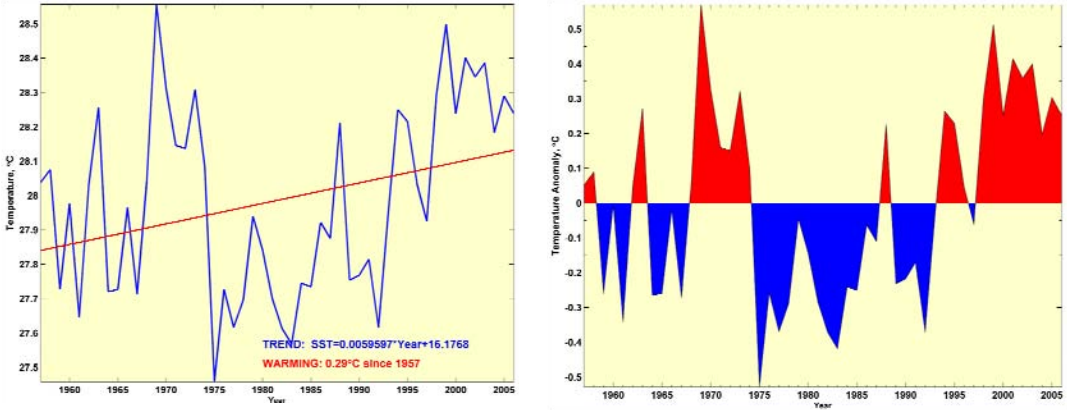 28.5
28.4
28.3
28.2
28.1
28
27.9
27.8
27.7
27.6
27.5
Temperature, °C
TREND: SST=0.0059597*Year+16.1768
WARMING: 0.29°C since 1957
1960 1965 1970 1975 1980 1985 1990 1995 2000 2005
Year
0.5
0.4
0.3
0.2
0.1
0
-0.1
-0.2
-0.3
-0.4
-0.5
Temperature Anomaly, °C
1960 1965 1970 1975 1980 1985 1990 1995 2000 2005
Year